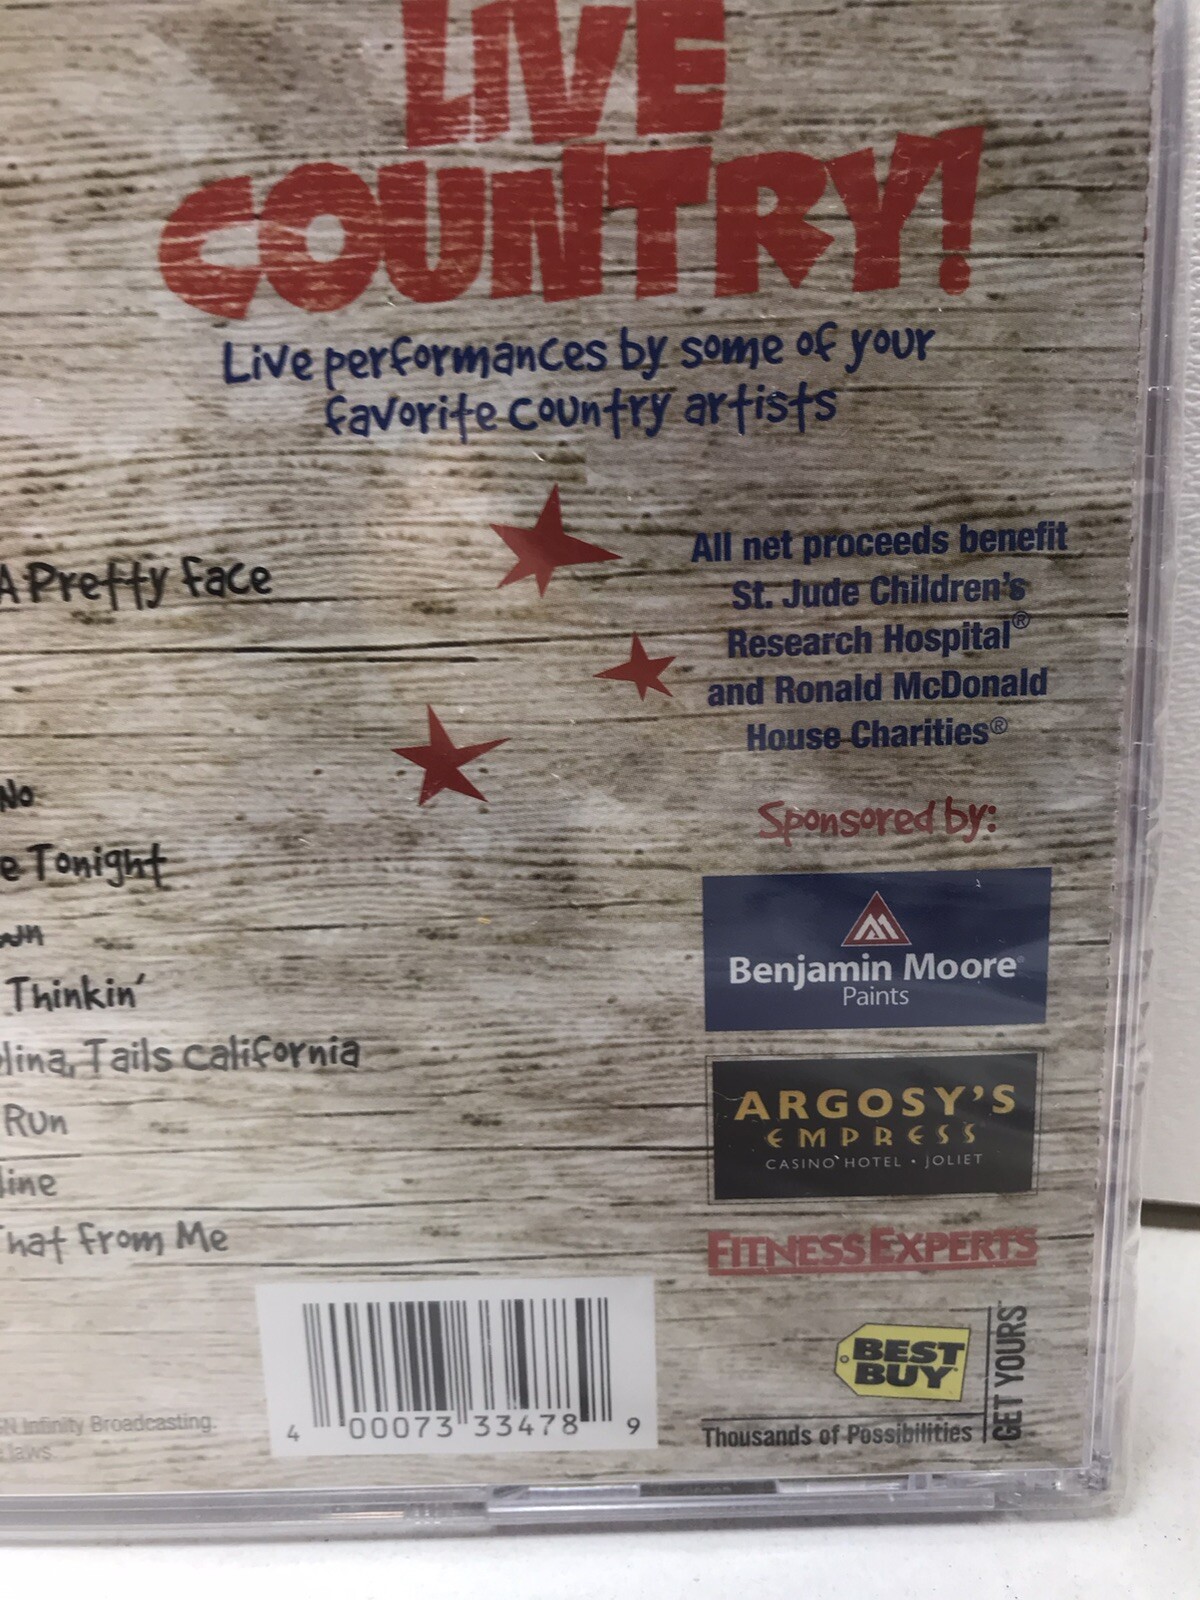 LIVE
COUNTRY!
Live performances by some of your
favorite country artists
A Pretty Face
No
e Tonight
wn
Thinkin'
lina, Tails California
Run
line
That From Me
All net proceeds benefit
St. Jude Children's
Research Hospital®
and Ronald McDonald
House Charities®
Sponsored by:
Benjamin Moore®
Paints
ARGOSY'S
EMPRESS
CASINO HOTEL • JOLIET
FITNESS EXPERTS
BEST
BUY
GET YOURS™
Thousands of Possibilities
4 00073 33478 9
N Infinity Broadcasting.
laws.